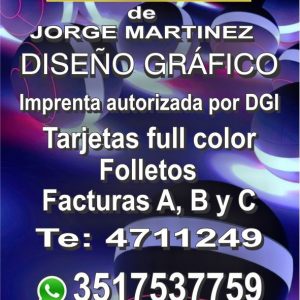 de
JORGE MARTINEZ
DISEÑO GRÁFICO
Imprenta autorizada por DGI
Tarjetas full color
Folletos
Facturas A, B y C
Te: 4711249
3517537759